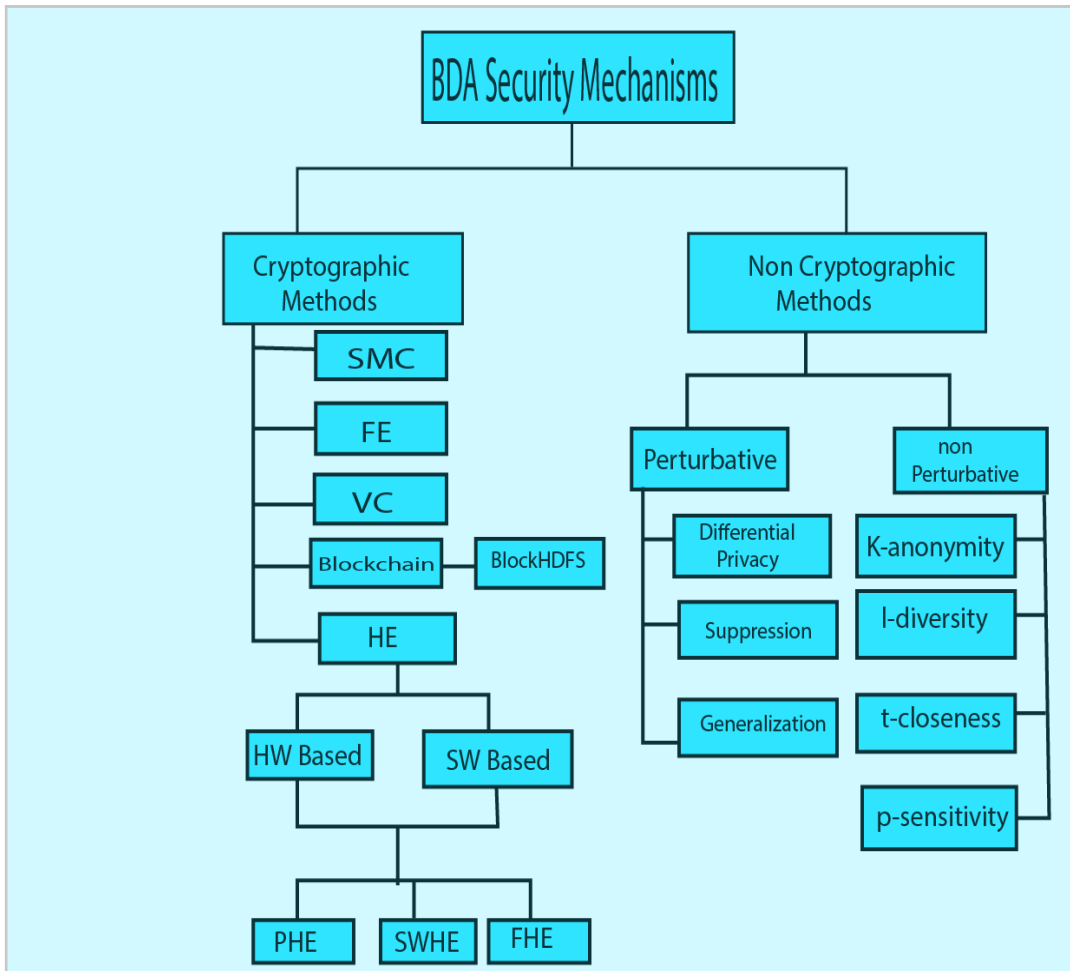 BDA Security Mechanisms
Cryptographic
Methods
SMC
FE
VC
Blockchain
BlockHDFS
HE
HW Based
SW Based
PHE
SWHE
FHE
Non Cryptographic
Methods
Perturbative
Differential
Privacy
Suppression
Generalization
non
Perturbative
K-anonymity
l-diversity
t-closeness
p-sensitivity